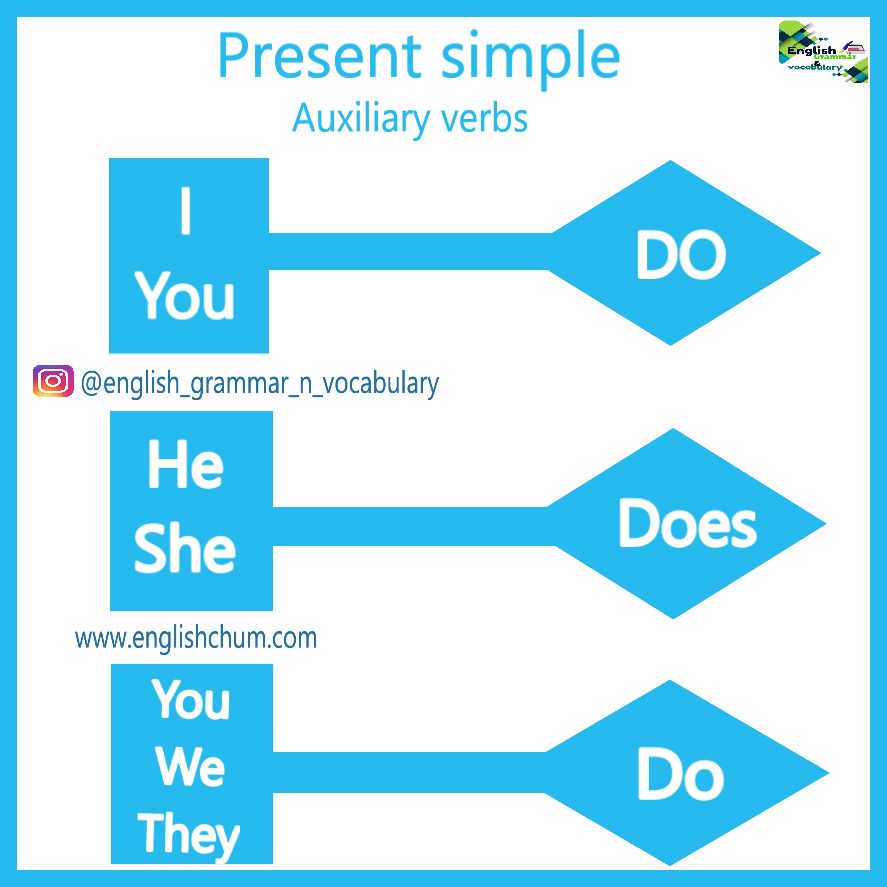 Present simple
Auxiliary verbs
English
Grammar
&
vocabulary
I
You
DO
@english_grammar_n_vocabulary
He
She
Does
www.englishchum.com
You
We
They
Do